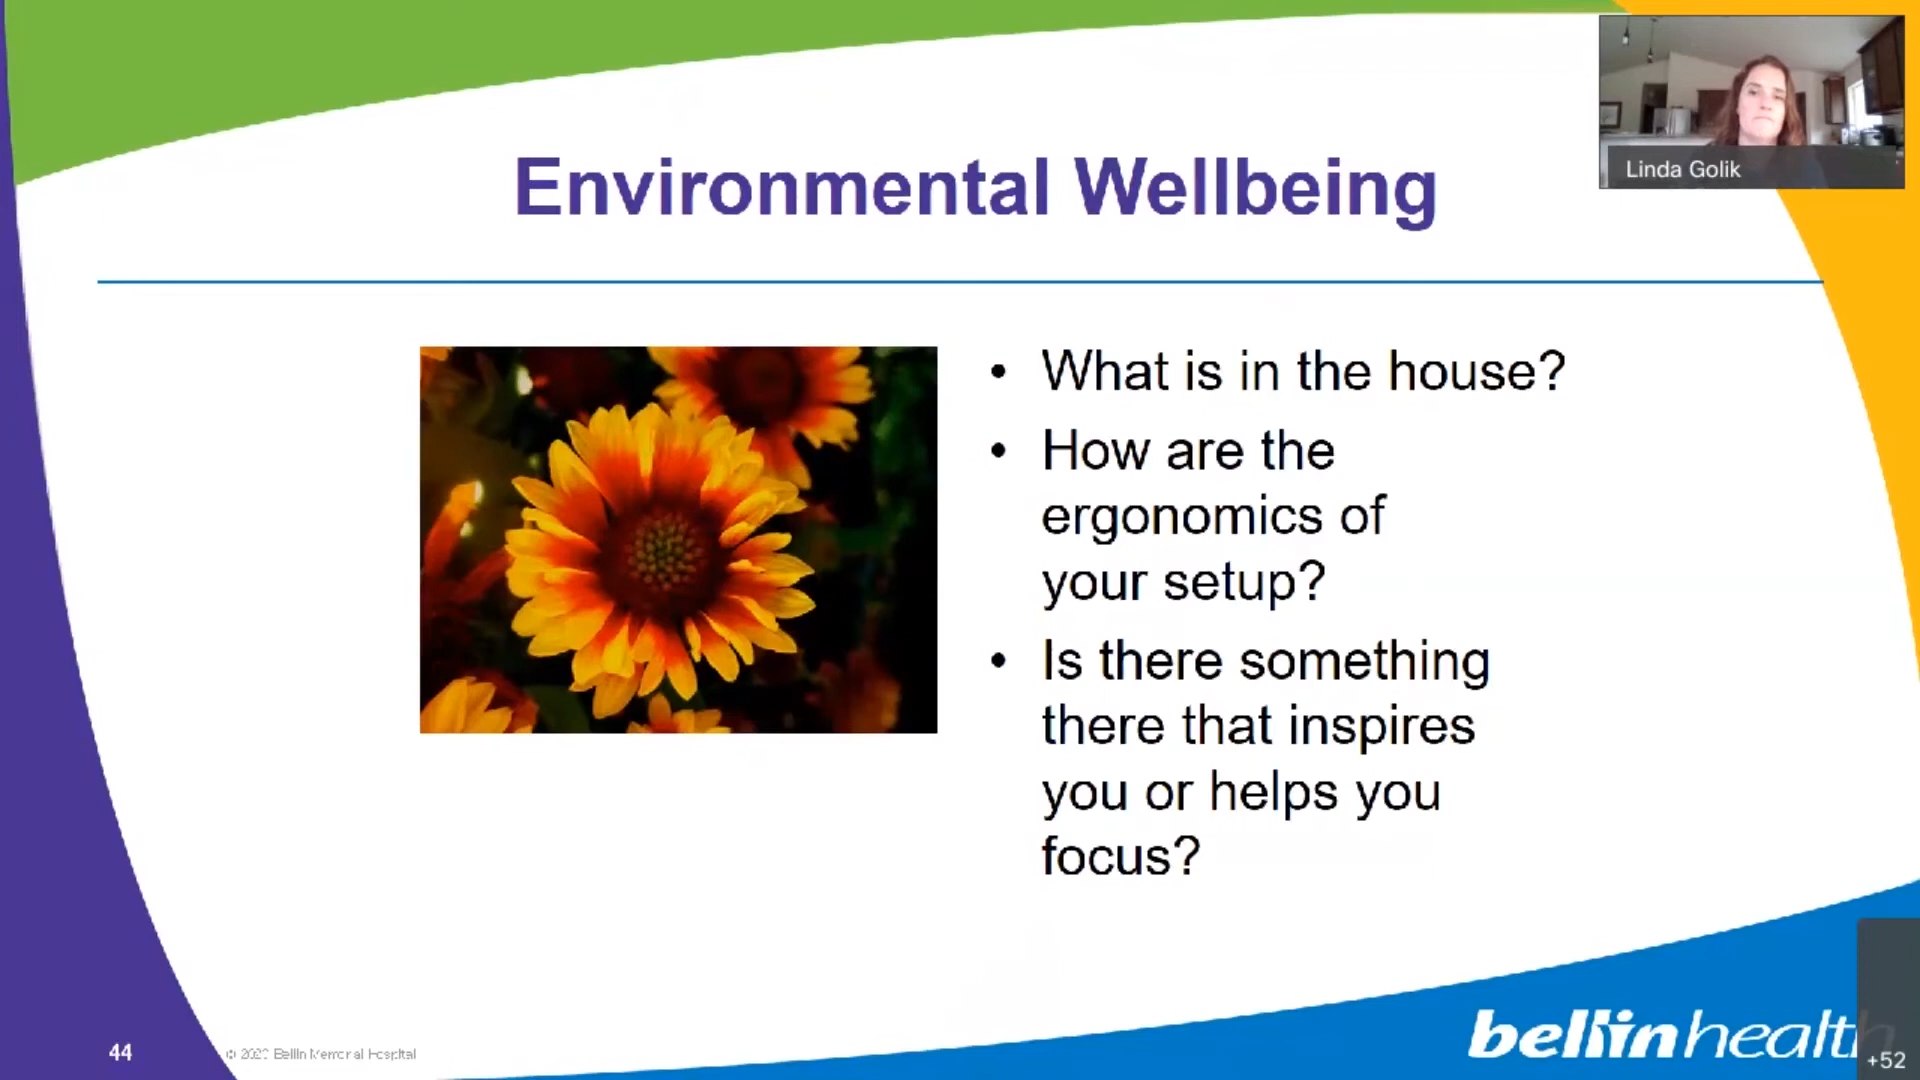 Linda Golik
Environmental Wellbeing
• What is in the house?
• How are the
ergonomics of
your setup?
• Is there something
there that inspires
you or helps you
focus?
44
Bellin Memorial Hospital
bellinhealth
+52